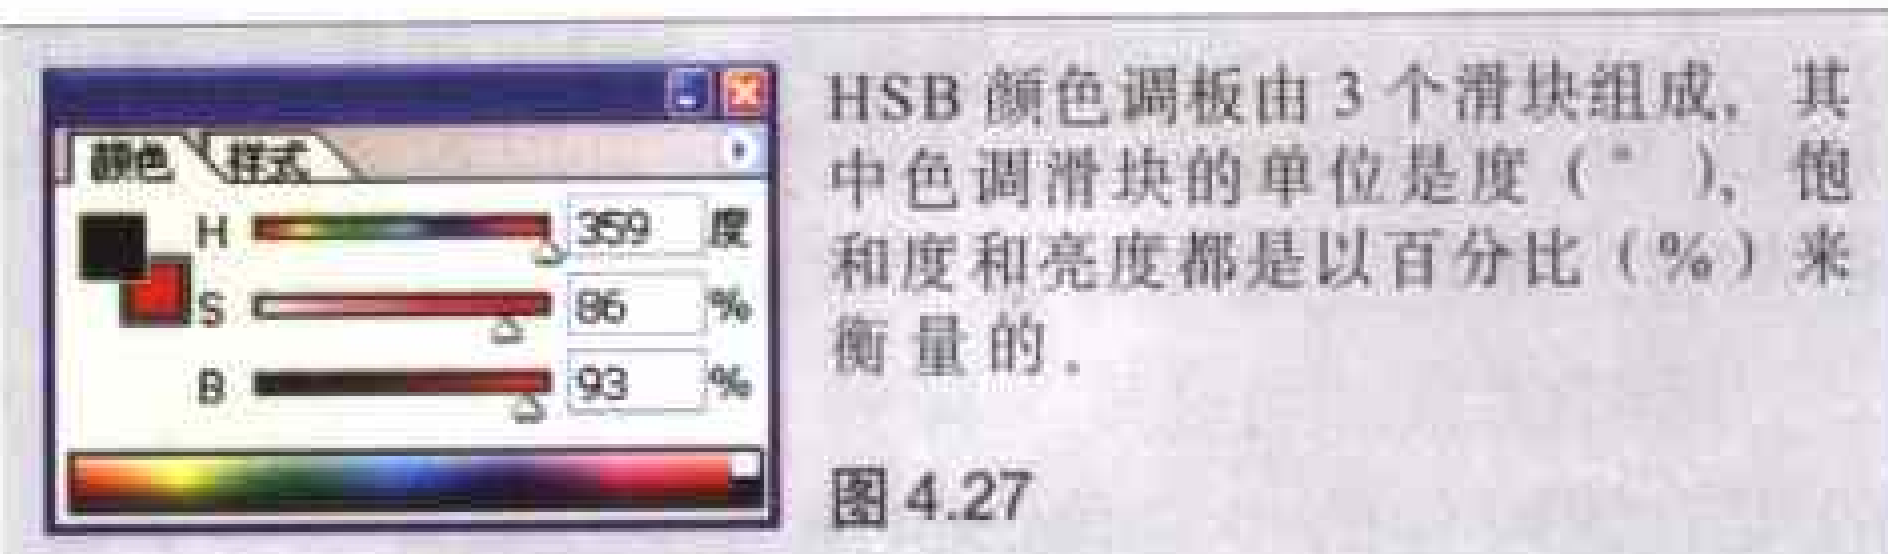 颜色 样式
H 359 度
S 86 %
B 93 %
HSB 颜色调板由 3 个滑块组成，其
中色调滑块的单位是度（°），饱
和度和亮度都是以百分比（%）来
衡量的.
图 4.27